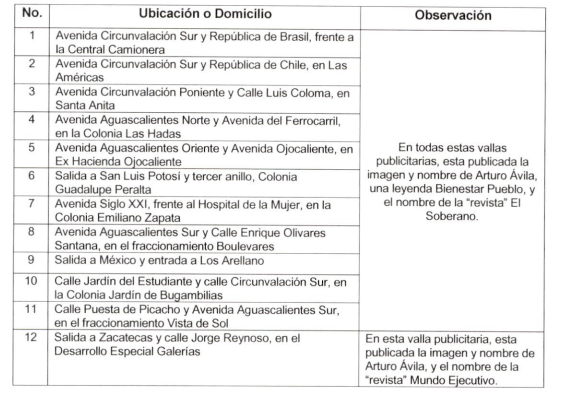 No.
Ubicación o Domicilio
Observación
1
Avenida Circunvalación Sur y República de Brasil, frente a
la Central Camionera
2
Avenida Circunvalación Sur y República de Chile, en Las
Américas
3
Avenida Circunvalación Poniente y Calle Luis Coloma, en
Santa Anita
4
Avenida Aguascalientes Norte y Avenida del Ferrocarril,
en la Colonia Las Hadas
5
Avenida Aguascalientes Oriente y Avenida Ojocaliente, en
Ex Hacienda Ojocaliente
6
Salida a San Luis Potosí y tercer anillo, Colonia
Guadalupe Peralta
7
Avenida Siglo XXI, frente al Hospital de la Mujer, en la
Colonia Emiliano Zapata
8
Avenida Aguascalientes Sur y Calle Enrique Olivares
Santana, en el fraccionamiento Boulevares
9
Salida a México y entrada a Los Arellano
10
Calle Jardín del Estudiante y calle Circunvalación Sur, en
la Colonia Jardín de Bugambilias
11
Calle Puesta de Picacho y Avenida Aguascalientes Sur,
en el fraccionamiento Vista de Sol
En todas estas vallas
publicitarias, esta publicada la
imagen y nombre de Arturo Ávila,
una leyenda Bienestar Pueblo, y
el nombre de la “revista” El
Soberano.
12
Salida a Zacatecas y calle Jorge Reynoso, en el
Desarrollo Especial Galerías
En esta valla publicitaria, esta
publicada la imagen y nombre de
Arturo Ávila, y el nombre de la
“revista” Mundo Ejecutivo.